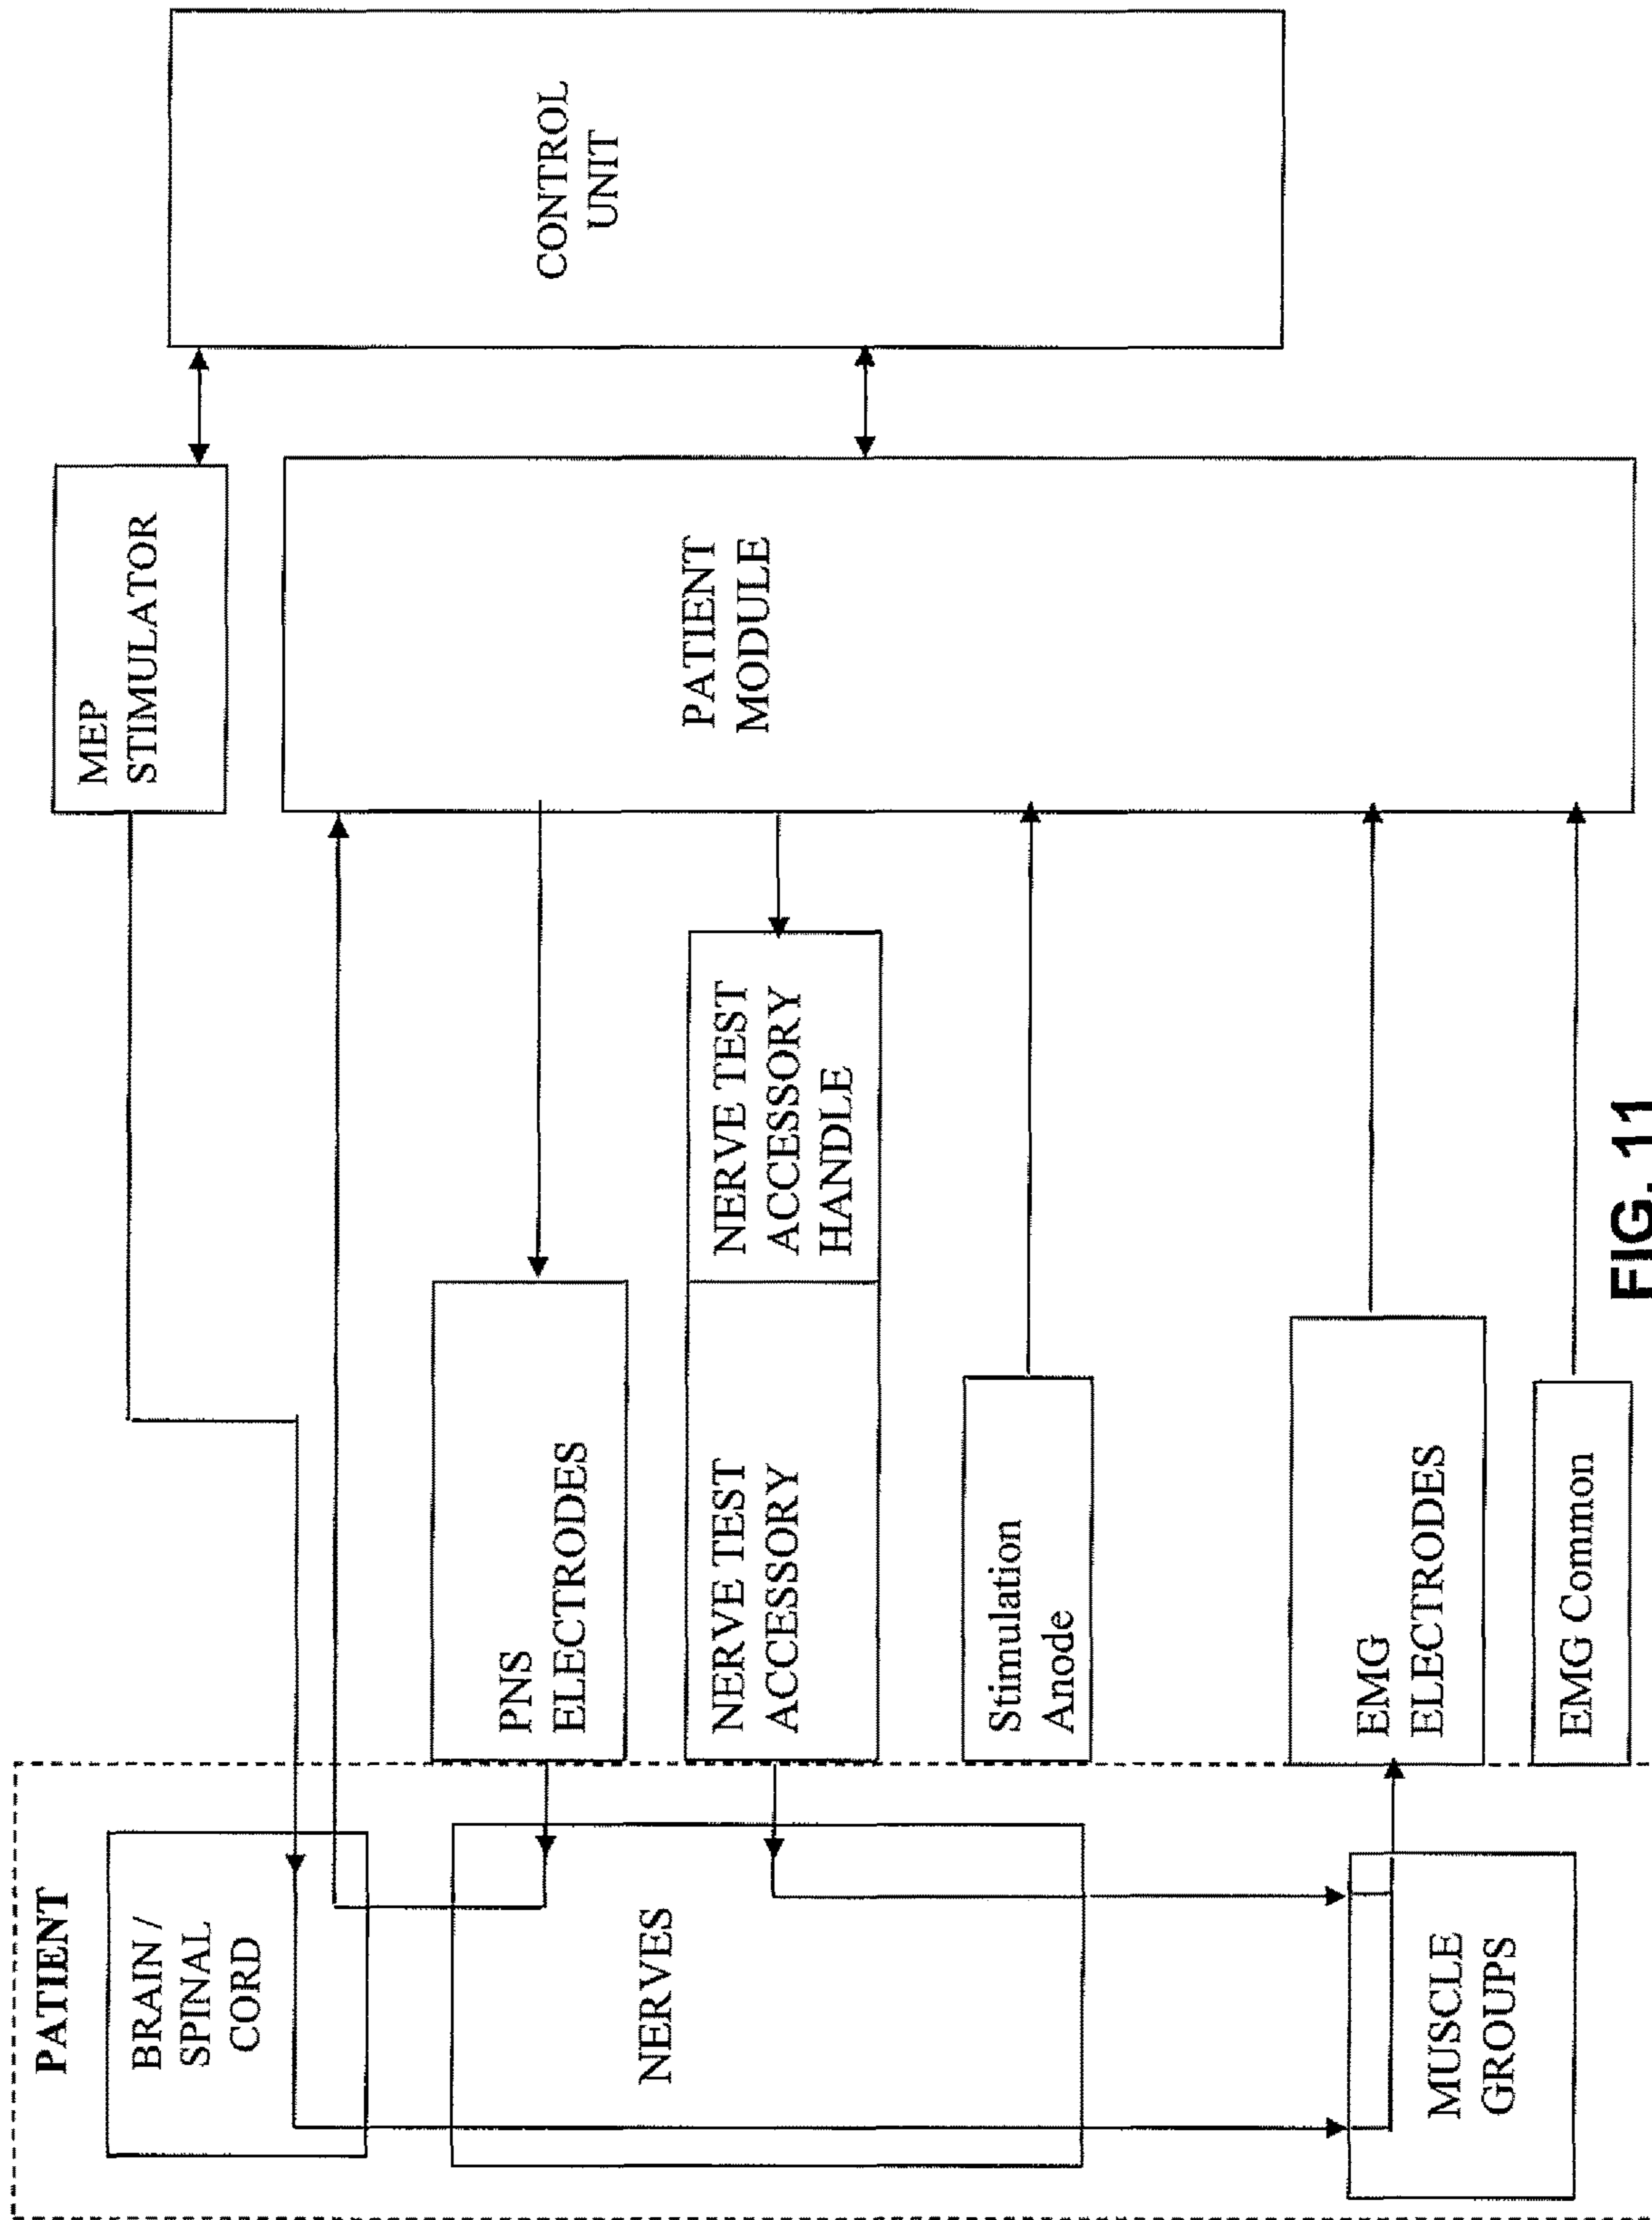 PATIENT
BRAIN /
SPINAL
CORD
NERVES
MUSCLE
GROUPS
PNS
ELECTRODES
NERVE TEST
ACCESSORY
NERVE TEST
ACCESSORY
HANDLE
Stimulation
Anode
EMG
ELECTRODES
EMG Common
MEP
STIMULATOR
PATIENT
MODULE
CONTROL
UNIT
FIG. 11